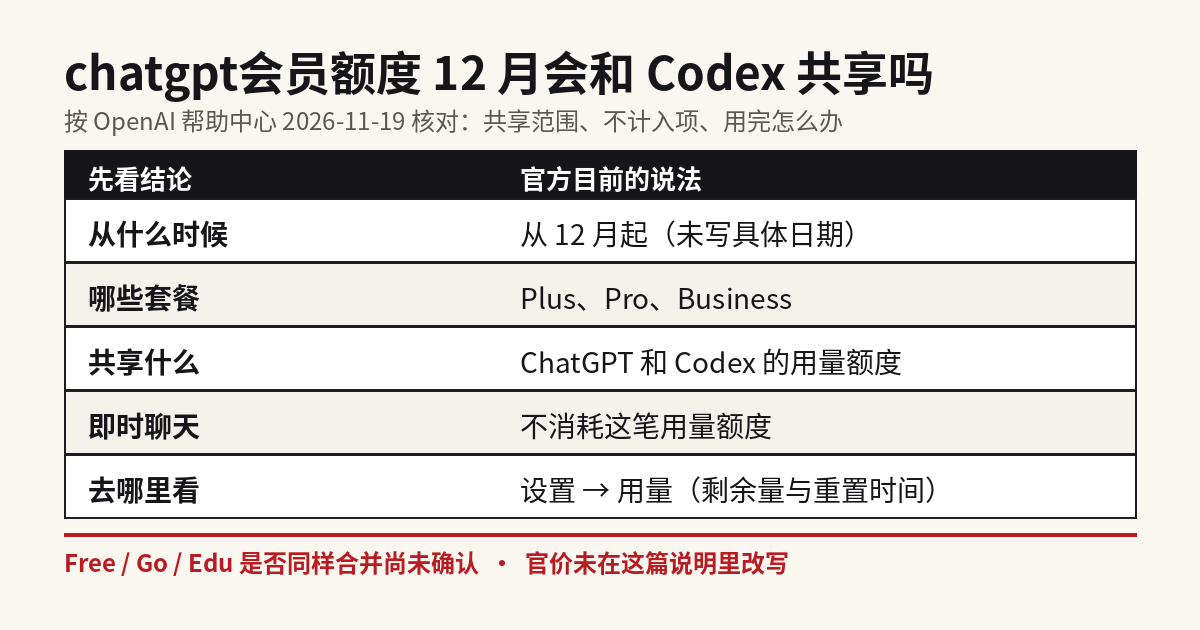 chatgpt会员额度 12 月会和 Codex 共享吗
按 OpenAI 帮助中心 2026-11-19 核对：共享范围、不计入项、用完怎么办
先看结论 官方目前的说法
从什么时候 从 12 月起（未写具体日期）
哪些套餐 Plus、Pro、Business
共享什么 ChatGPT 和 Codex 的用量额度
即时聊天 不消耗这笔用量额度
去哪里看 设置 → 用量（剩余量与重置时间）
Free / Go / Edu 是否同样合并尚未确认 • 官价未在这篇说明里改写